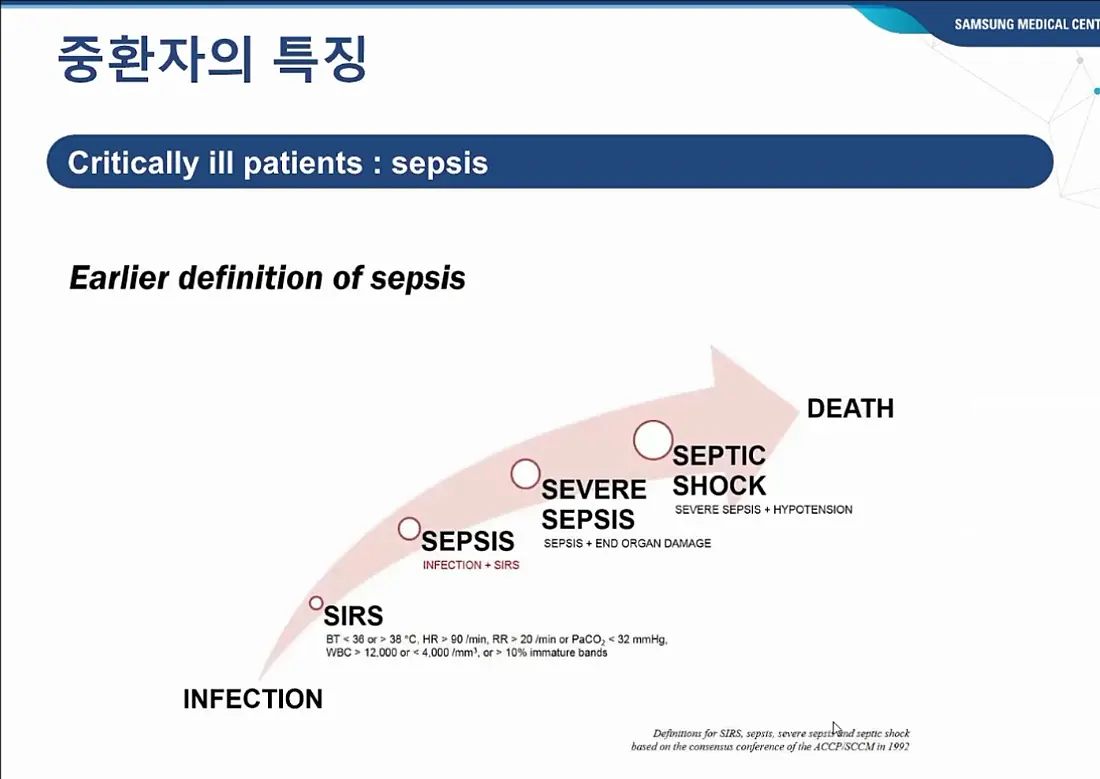 SAMSUNG MEDICAL CENT
중환자의 특징
Critically ill patients : sepsis
Earlier definition of sepsis
DEATH
SEPTIC
SHOCK
SEVERE SEPSIS + HYPOTENSION
SEVERE
SEPSIS
SEPSIS + END ORGAN DAMAGE
SEPSIS
INFECTION + SIRS
SIRS
BT < 36 or > 38 °C, HR > 90 /min, RR > 20 /min or PaCO₂ < 32 mmHg,
WBC > 12,000 or < 4,000 /mm³, or > 10% immature bands
INFECTION
Definitions for SIRS, sepsis, severe sepsis and septic shock
based on the consensus conference of the ACCP/SCCM in 1992